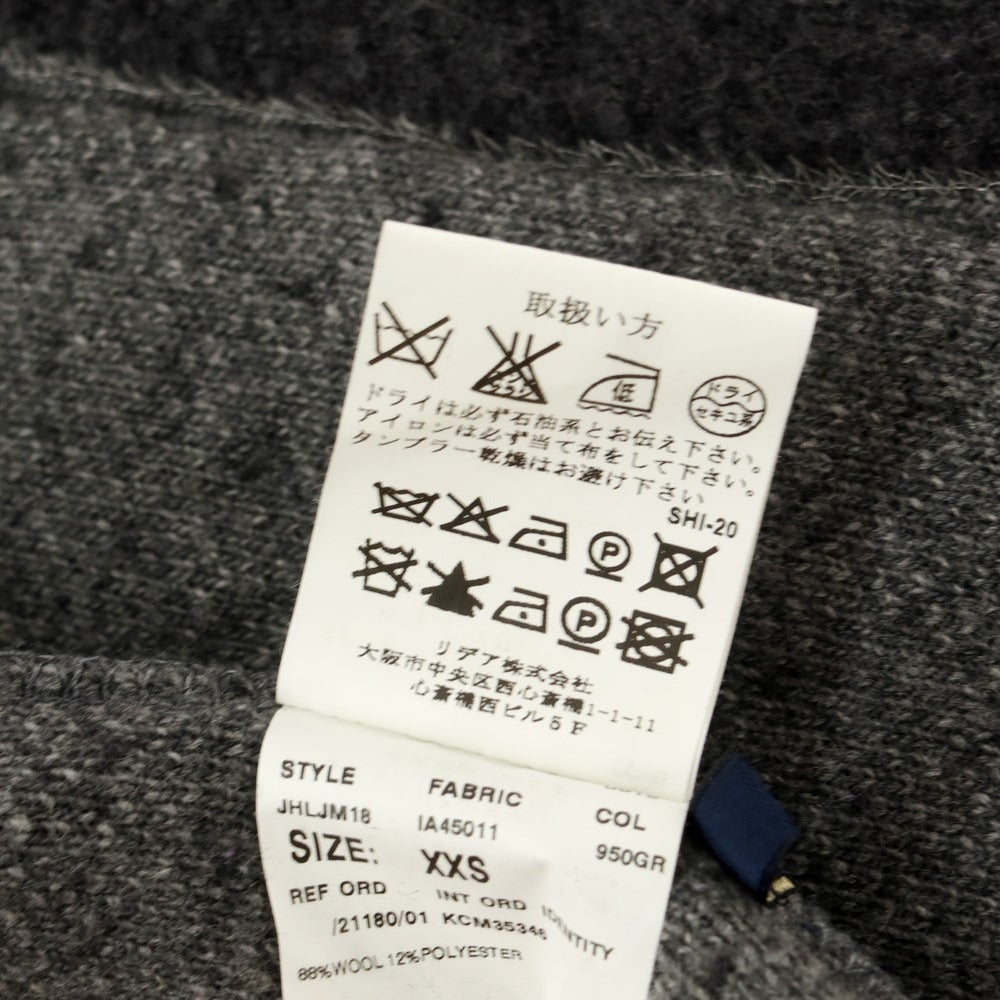 取扱い方
低
ドライ
セキユ系
ドライは必ず石油系とお伝え下さい。
アイロンは必ず当て布をして下さい。
タンブラー乾燥はお避け下さい
SHI-20
P
P
リデア株式会社
大阪市中央区西心斎橋1-1-11
心斎橋西ビル5F
STYLE FABRIC COL
JHLJM18 IA45011 950GR
SIZE: XXS
REF ORD INT ORD IDENTITY
/21180/01 KCM35346
88%WOOL 12%POLYESTER